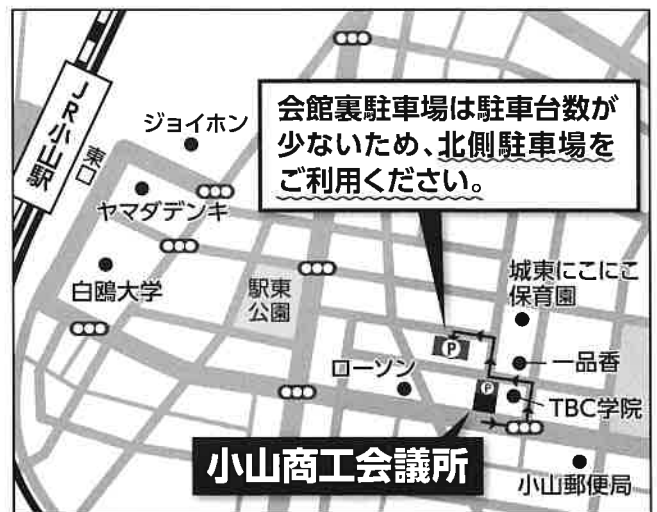 JR小山駅
東口
ジョイホン
ヤマダデンキ
白鴎大学
駅東
公園
会館裏駐車場は駐車台数が
少ないため、北側駐車場を
ご利用ください。
城東にこにこ
保育園
P
一品香
ローソン
P
TBC学院
小山商工会議所
小山郵便局